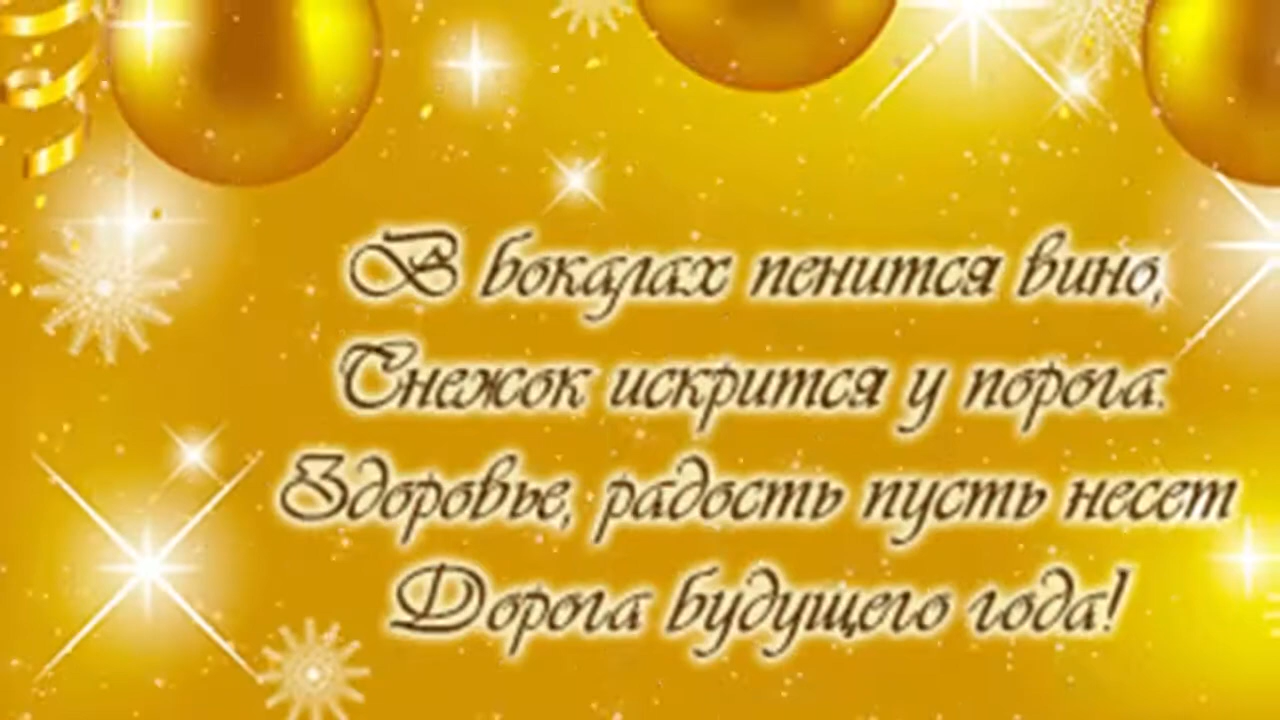 В бокалах пенится вино,
Снежок искрится у порога.
Здоровье, радость пусть несет
Дорога будущего года!